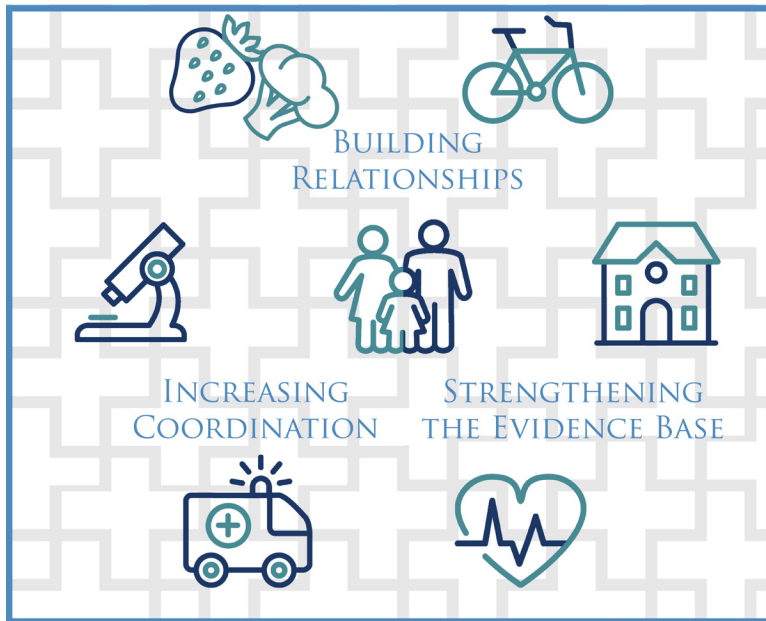 Building
Relationships
Increasing
Coordination
Strengthening
the Evidence Base